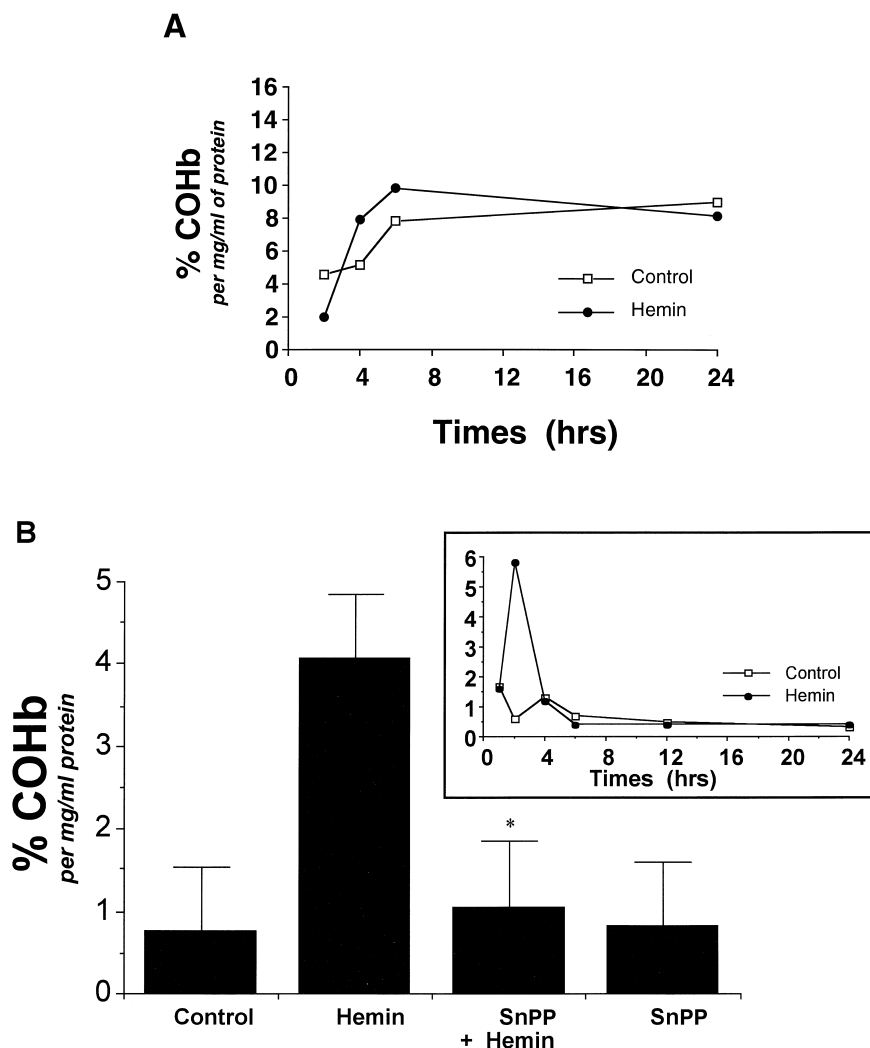 A
16
14
12
10
8
6
4
2
0
% COHb
per mg/ml of protein
Control
Hemin
0 4 8 12 16 20 24
Times (hrs)
B
5
4
3
2
1
0
% COHb
per mg/ml protein
6
5
4
3
2
1
0
Control
Hemin
0 4 8 12 16 20 24
Times (hrs)
*
Control Hemin SnPP + Hemin SnPP